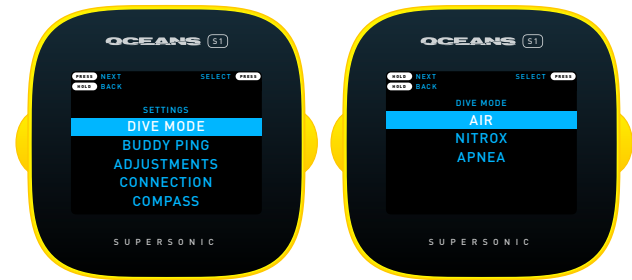 OCEANS S1
PRESS NEXT SELECT PRESS
HOLD BACK
SETTINGS
DIVE MODE
BUDDY PING
ADJUSTMENTS
CONNECTION
COMPASS
SUPERSONIC
OCEANS S1
HOLD NEXT SELECT PRESS
HOLD BACK
DIVE MODE
AIR
NITROX
APNEA
SUPERSONIC